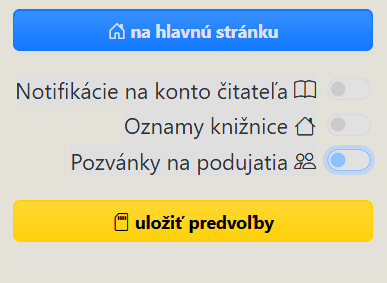 na hlavnú stránku
Notifikácie na konto čitateľa
Oznamy knižnice
Pozvánky na podujatia
uložiť predvoľby